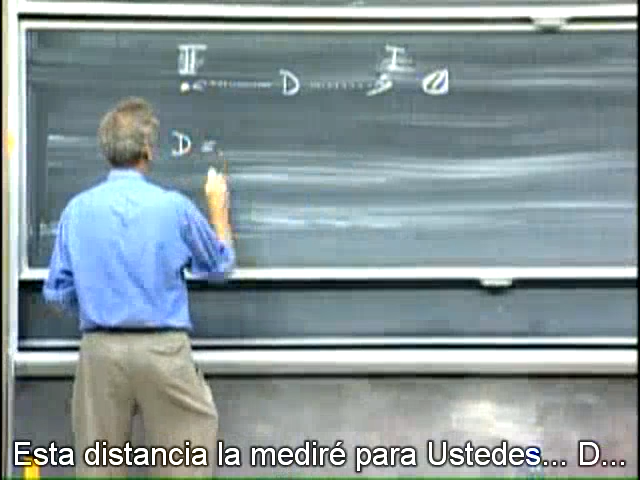 II I
D
D =
Esta distancia la mediré para Ustedes... D...